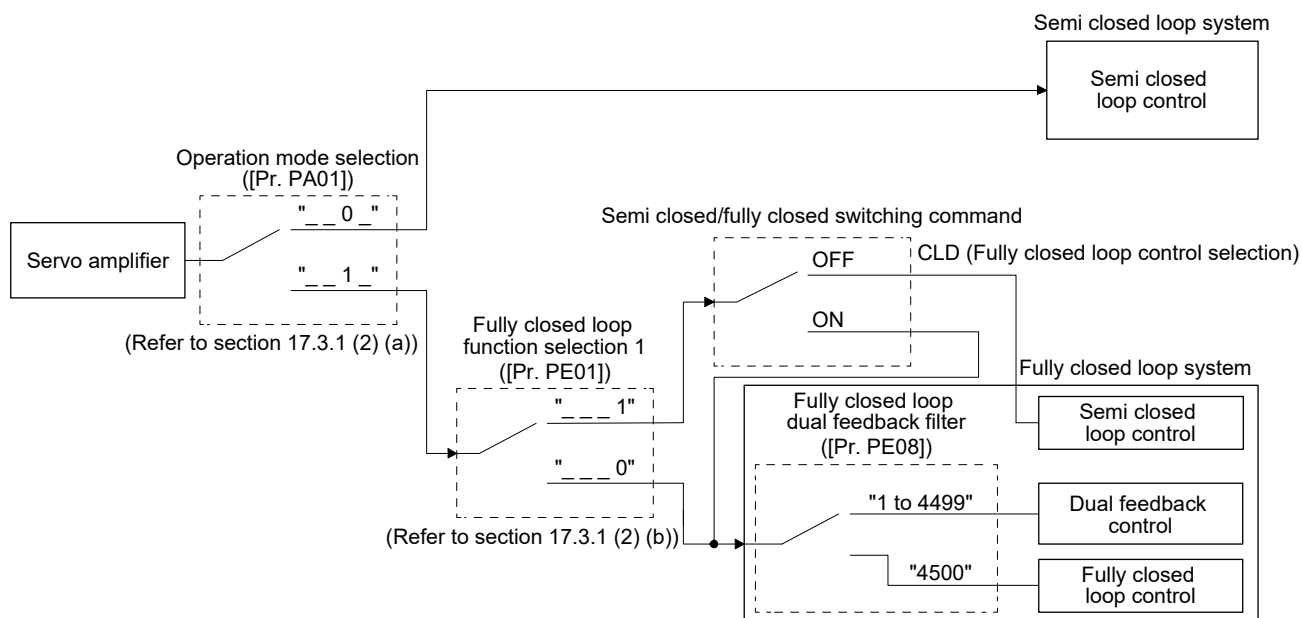 Semi closed loop system
Semi closed
loop control
Operation mode selection
([Pr. PA01])
"_ _ 0 _"
"_ _ 1 _"
Servo amplifier
(Refer to section 17.3.1 (2) (a))
Semi closed/fully closed switching command
OFF
ON
CLD (Fully closed loop control selection)
Fully closed loop
function selection 1
([Pr. PE01])
"_ _ _ 1"
"_ _ _ 0"
(Refer to section 17.3.1 (2) (b))
Fully closed loop system
Fully closed loop
dual feedback filter
([Pr. PE08])
"1 to 4499"
"4500"
Semi closed
loop control
Dual feedback
control
Fully closed
loop control